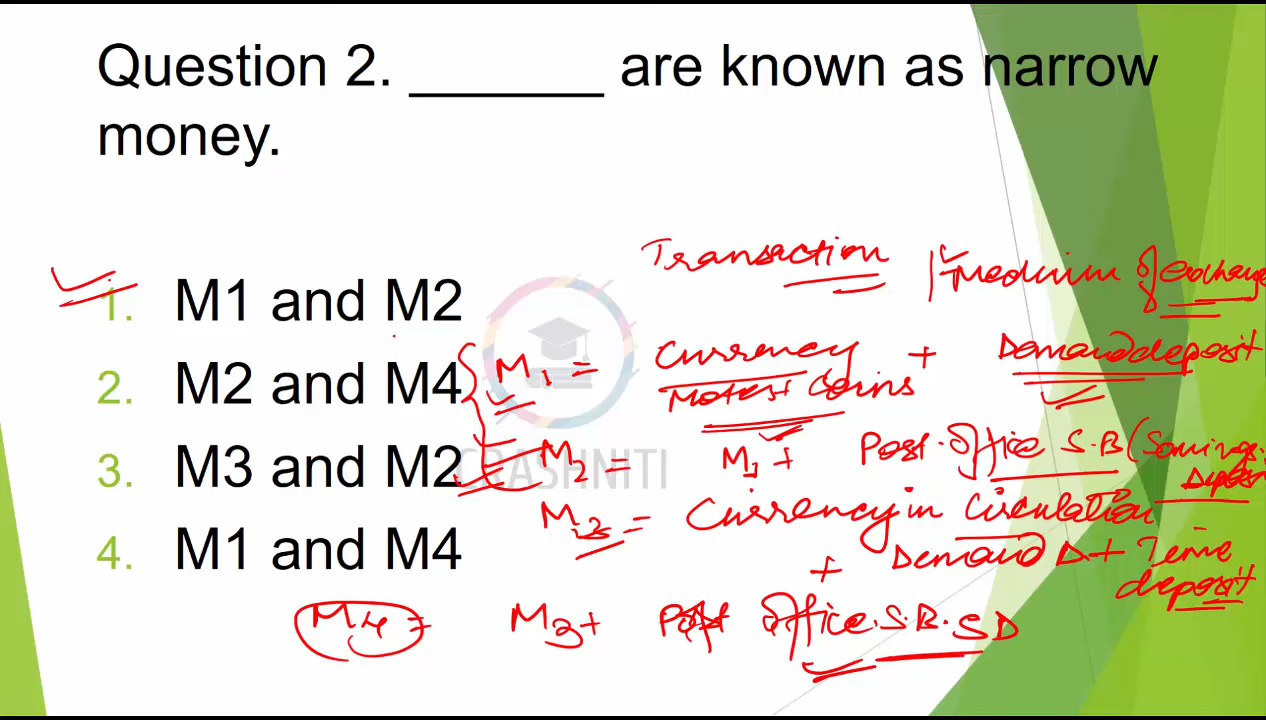 Question 2. ______ are known as narrow
money.
Transaction
Medium of exchange
1. M1 and M2
M1 = Currency + Demand deposit
Notes + Coins
2. M2 and M4
M2 = M1 + Post office S.B (Savings
Deposit
3. M3 and M2
CRASHNITI
M3 = Currency in circulation
+ Demand D + Time
deposit
4. M1 and M4
M4 = M3 + Post office S.B. SD